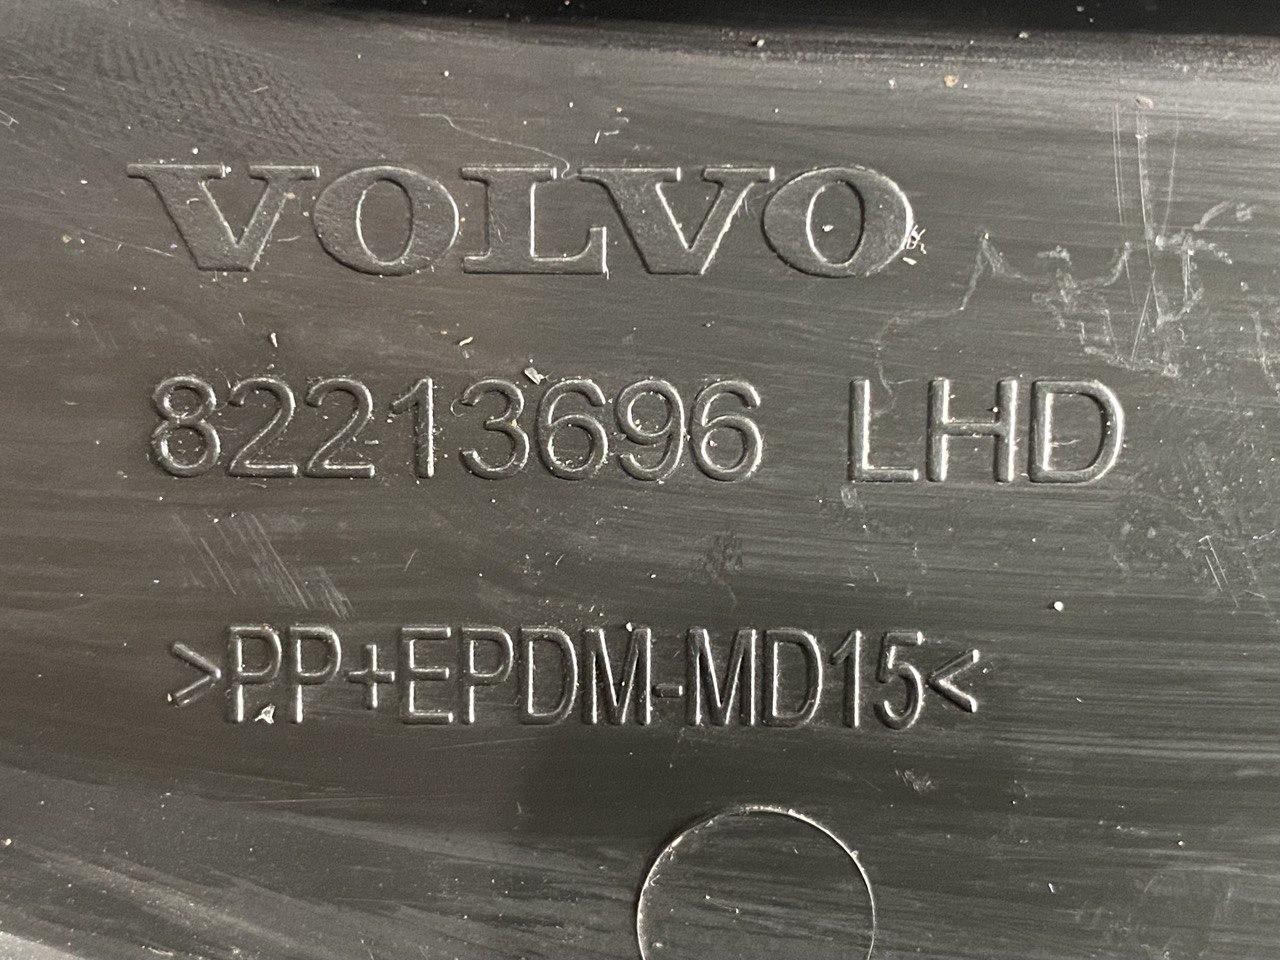 VOLVO
82213696 LHD
>PP+EPDM-MD15<